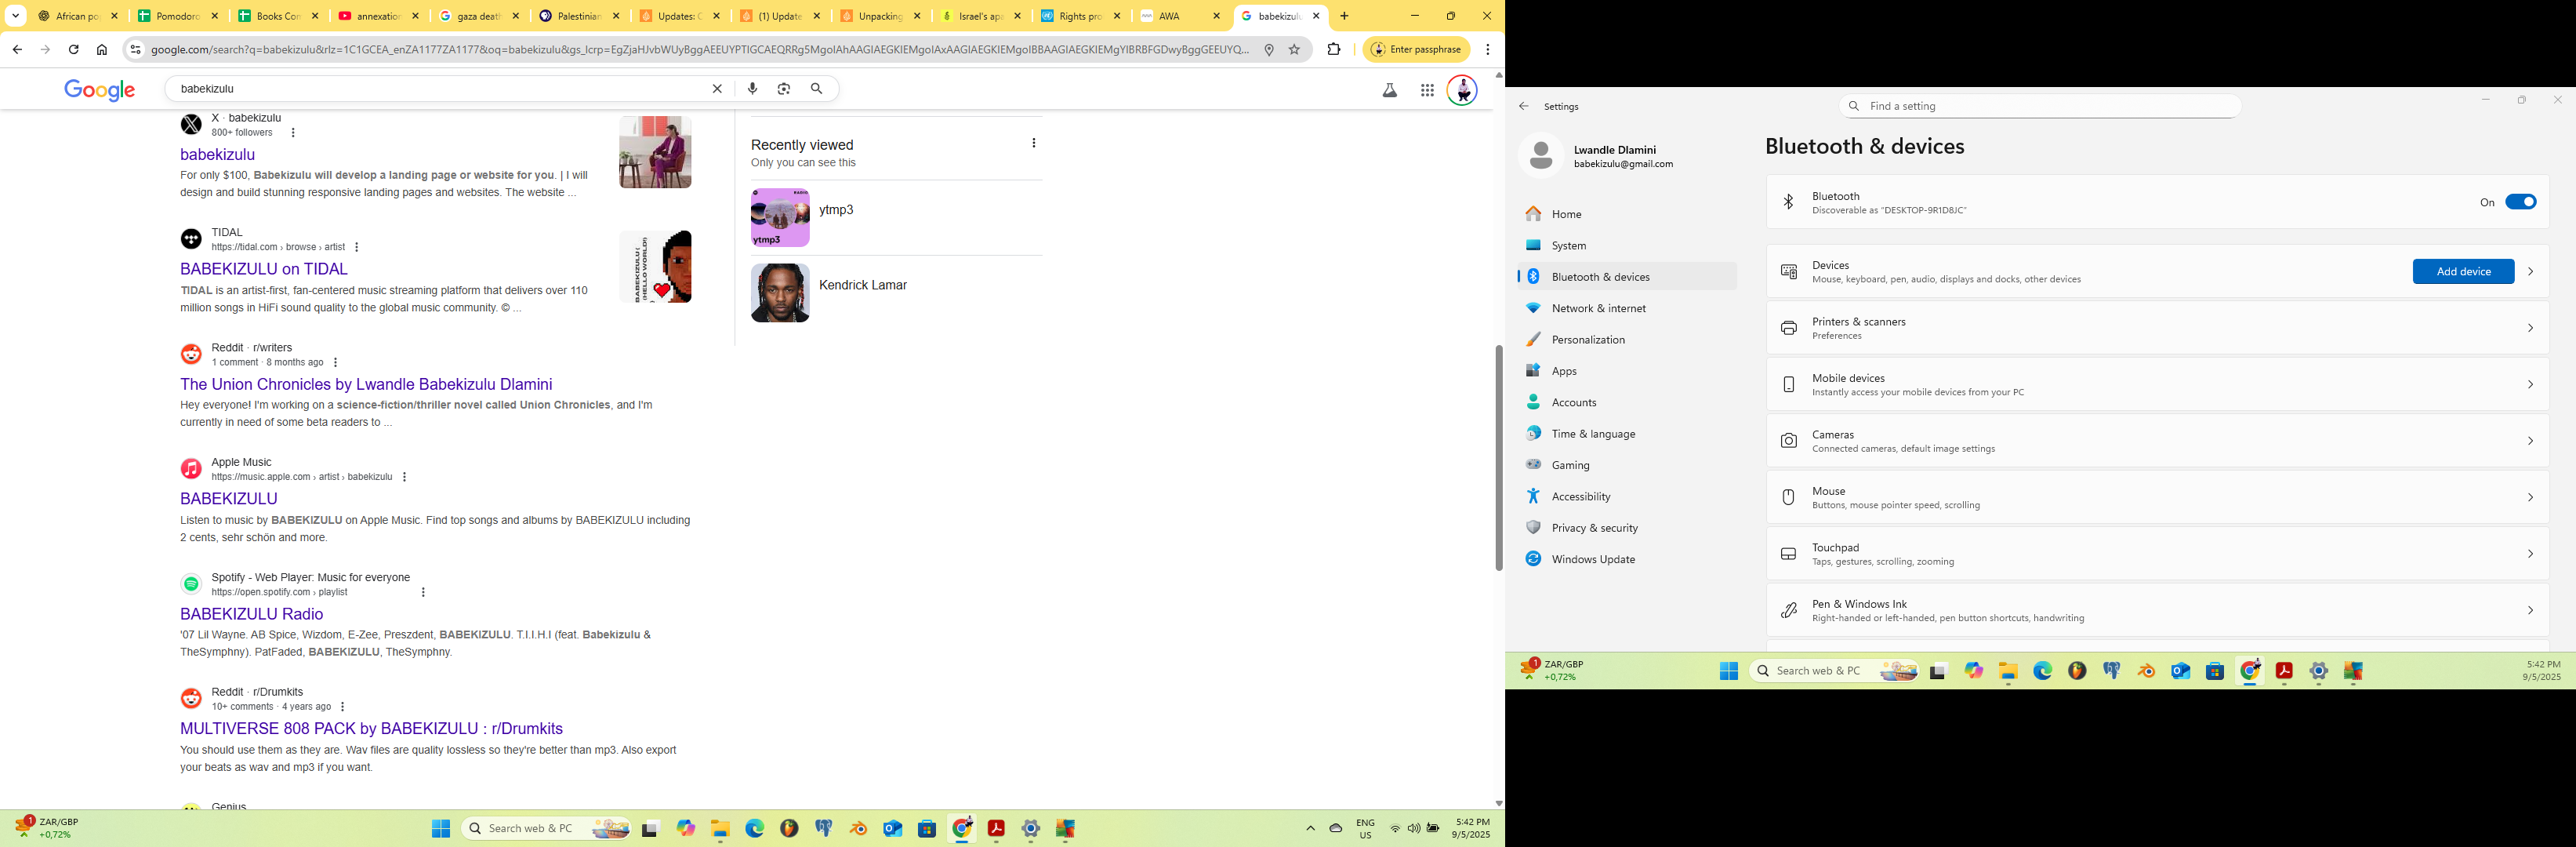 African po
Pomodoro
Books Con
annexation
gaza death
Palestinian
Updates: C
(1) Update
Unpacking
Israel's apa
Rights pro
AWA
babekizulu
google.com/search?q=babekizulu&rlz=1C1GCEA_enZA1177ZA1177&oq=babekizulu&gs_lcrp=
Enter passphrase
Google
babekizulu
X · babekizulu
800+ followers
babekizulu
For only $100, Babekizulu will develop a landing page or website for you. | I will
design and build stunning responsive landing pages and websites. The website ...
TIDAL
https://tidal.com › browse › artist
BABEKIZULU on TIDAL
TIDAL is an artist-first, fan-centered music streaming platform that delivers over 110
million songs in HiFi sound quality to the global music community. © ...
BABEKIZULU (
(HELLO WORLD!)
)
Reddit · r/writers
1 comment · 8 months ago
The Union Chronicles by Lwandle Babekizulu Dlamini
Hey everyone! I'm working on a science-fiction/thriller novel called Union Chronicles, and I'm
currently in need of some beta readers to ...
Apple Music
https://music.apple.com › artist › babekizulu
BABEKIZULU
Listen to music by BABEKIZULU on Apple Music. Find top songs and albums by BABEKIZULU including
2 cents, sehr schön and more.
Spotify - Web Player: Music for everyone
https://open.spotify.com › playlist
BABEKIZULU Radio
'07 Lil Wayne. AB Spice, Wizdom, E-Zee, Preszdent, BABEKIZULU. T.I.I.H.I (feat. Babekizulu &
TheSymphny). PatFaded, BABEKIZULU, TheSymphny.
Reddit · r/Drumkits
10+ comments · 4 years ago
MULTIVERSE 808 PACK by BABEKIZULU : r/Drumkits
You should use them as they are. Wav files are quality lossless so they're better than mp3. Also export
your beats as wav and mp3 if you want.
Genius
Recently viewed
Only you can see this
RADIO
ytmp3
ytmp3
Kendrick Lamar
1
ZAR/GBP
+0,72%
Search web & PC
ENG
US
5:42 PM
9/5/2025
Settings
Find a setting
Lwandle Dlamini
babekizulu@gmail.com
Home
System
Bluetooth & devices
Network & internet
Personalization
Apps
Accounts
Time & language
Gaming
Accessibility
Privacy & security
Windows Update
Bluetooth & devices
Bluetooth
Discoverable as "DESKTOP-9R1D8JC"
On
Devices
Mouse, keyboard, pen, audio, displays and docks, other devices
Add device
Printers & scanners
Preferences
Mobile devices
Instantly access your mobile devices from your PC
Cameras
Connected cameras, default image settings
Mouse
Buttons, mouse pointer speed, scrolling
Touchpad
Taps, gestures, scrolling, zooming
Pen & Windows Ink
Right-handed or left-handed, pen button shortcuts, handwriting
1
ZAR/GBP
+0,72%
Search web & PC
5:42 PM
9/5/2025